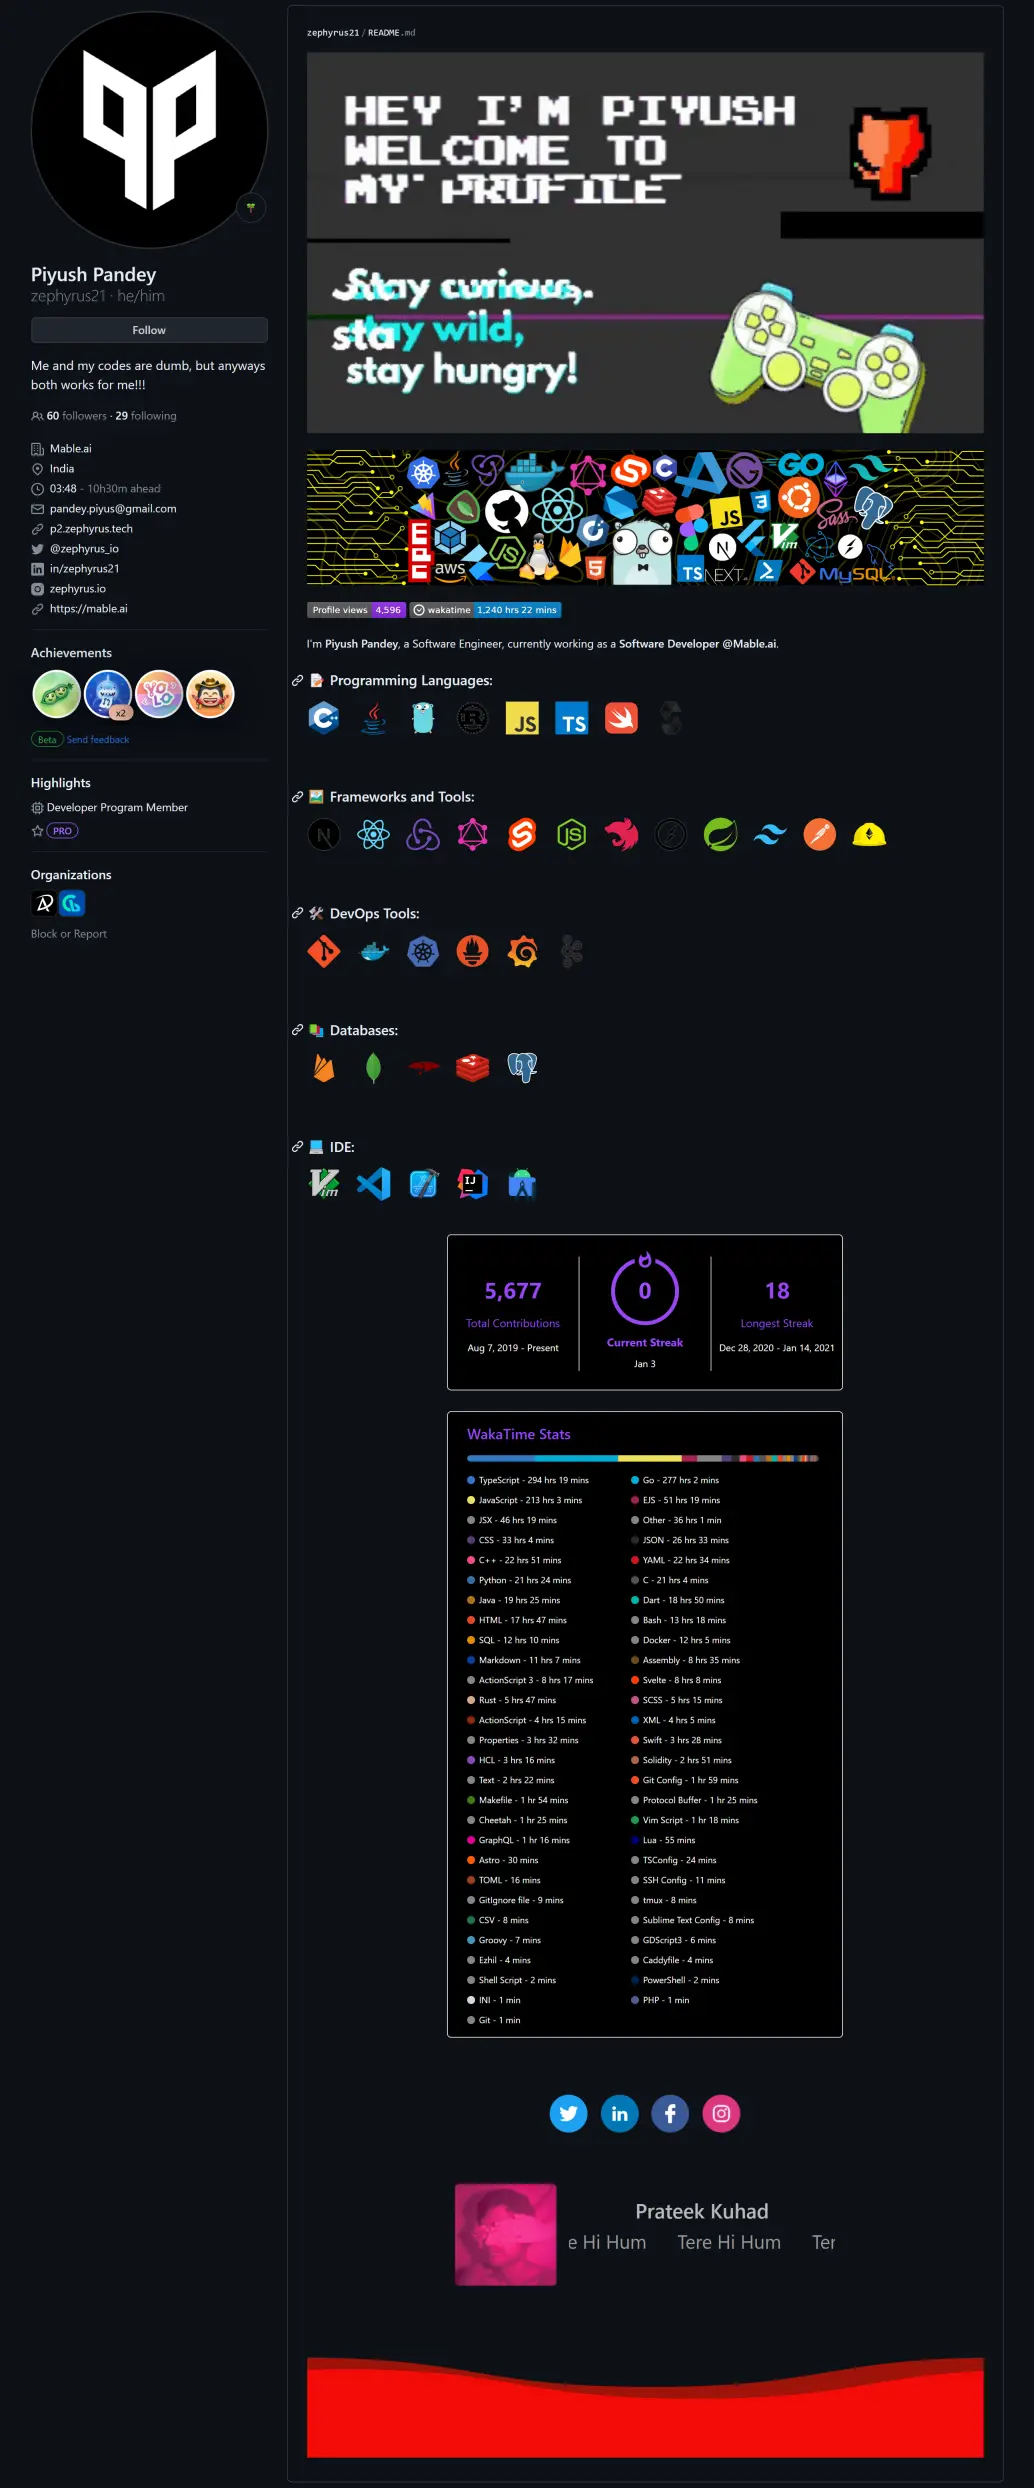 Piyush Pandey
zephyrus21 · he/him
Follow
Me and my codes are dumb, but anyways
both works for me!!!
60 followers · 29 following
Mable.ai
India
03:48 - 10h30m ahead
pandey.piyus@gmail.com
p2.zephyrus.tech
@zephyrus_io
in/zephyrus21
zephyrus.io
https://mable.ai
Achievements
YO
LO
x2
Beta Send feedback
Highlights
Developer Program Member
PRO
Organizations
Block or Report
zephyrus21 / README.md
HEY I'M PIYUSH
WELCOME TO
MY PROFILE
Stay curious,
stay wild,
stay hungry!
C GO
JS 3 Sass
EPE Vim
aws 5 TS NEXT.JS MySQL
Profile views 4,596 wakatime 1,240 hrs 22 mins
I'm Piyush Pandey, a Software Engineer, currently working as a Software Developer @Mable.ai.
Programming Languages:
C++ Java JS TS
Frameworks and Tools:
N JS
DevOps Tools:
Databases:
IDE:
Vim IJ
5,677
Total Contributions
Aug 7, 2019 - Present
0
Current Streak
Jan 3
18
Longest Streak
Dec 28, 2020 - Jan 14, 2021
WakaTime Stats
TypeScript - 294 hrs 19 mins Go - 277 hrs 2 mins
JavaScript - 213 hrs 3 mins EJS - 51 hrs 19 mins
JSX - 46 hrs 19 mins Other - 36 hrs 1 min
CSS - 33 hrs 4 mins JSON - 26 hrs 33 mins
C++ - 22 hrs 51 mins YAML - 22 hrs 34 mins
Python - 21 hrs 24 mins C - 21 hrs 4 mins
Java - 19 hrs 25 mins Dart - 18 hrs 50 mins
HTML - 17 hrs 47 mins Bash - 13 hrs 18 mins
SQL - 12 hrs 10 mins Docker - 12 hrs 5 mins
Markdown - 11 hrs 7 mins Assembly - 8 hrs 35 mins
ActionScript 3 - 8 hrs 17 mins Svelte - 8 hrs 8 mins
Rust - 5 hrs 47 mins SCSS - 5 hrs 15 mins
ActionScript - 4 hrs 15 mins XML - 4 hrs 5 mins
Properties - 3 hrs 32 mins Swift - 3 hrs 28 mins
HCL - 3 hrs 16 mins Solidity - 2 hrs 51 mins
Text - 2 hrs 22 mins Git Config - 1 hr 59 mins
Makefile - 1 hr 54 mins Protocol Buffer - 1 hr 25 mins
Cheetah - 1 hr 25 mins Vim Script - 1 hr 18 mins
GraphQL - 1 hr 16 mins Lua - 55 mins
Astro - 30 mins TSConfig - 24 mins
TOML - 16 mins SSH Config - 11 mins
GitIgnore file - 9 mins tmux - 8 mins
CSV - 8 mins Sublime Text Config - 8 mins
Groovy - 7 mins GDScript3 - 6 mins
Ezhil - 4 mins Caddyfile - 4 mins
Shell Script - 2 mins PowerShell - 2 mins
INI - 1 min PHP - 1 min
Git - 1 min
Prateek Kuhad
e Hi Hum Tere Hi Hum Ter